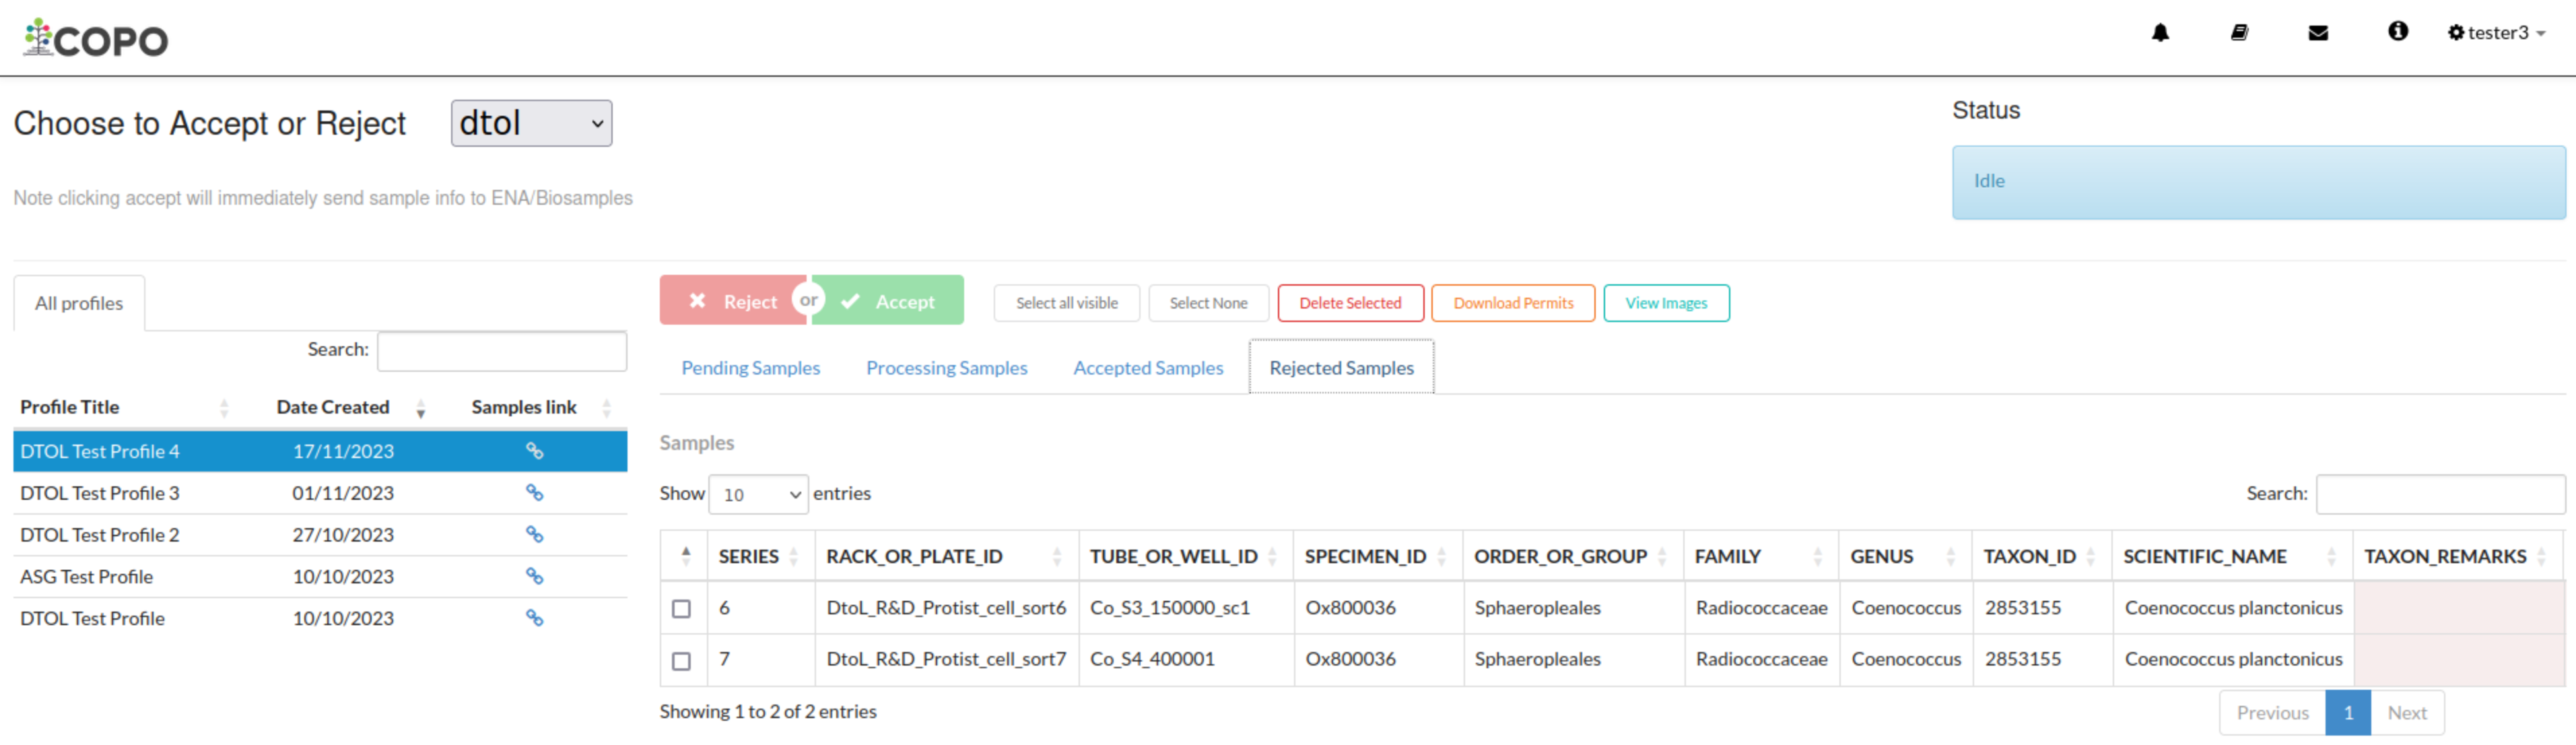 COPO
tester3
Choose to Accept or Reject dtol
Status
Idle
Note clicking accept will immediately send sample info to ENA/Biosamples
All profiles
Search:
Profile Title Date Created Samples link
DTOL Test Profile 4 17/11/2023
DTOL Test Profile 3 01/11/2023
DTOL Test Profile 2 27/10/2023
ASG Test Profile 10/10/2023
DTOL Test Profile 10/10/2023
Reject or Accept Select all visible Select None Delete Selected Download Permits View Images
Pending Samples Processing Samples Accepted Samples Rejected Samples
Samples
Show 10 entries Search:
SERIES RACK_OR_PLATE_ID TUBE_OR_WELL_ID SPECIMEN_ID ORDER_OR_GROUP FAMILY GENUS TAXON_ID SCIENTIFIC_NAME TAXON_REMARKS
6 DtoL_R&D_Protist_cell_sort6 Co_S3_150000_sc1 Ox800036 Sphaeropleales Radiococcaceae Coenococcus 2853155 Coenococcus planctonicus
7 DtoL_R&D_Protist_cell_sort7 Co_S4_400001 Ox800036 Sphaeropleales Radiococcaceae Coenococcus 2853155 Coenococcus planctonicus
Showing 1 to 2 of 2 entries
Previous 1 Next